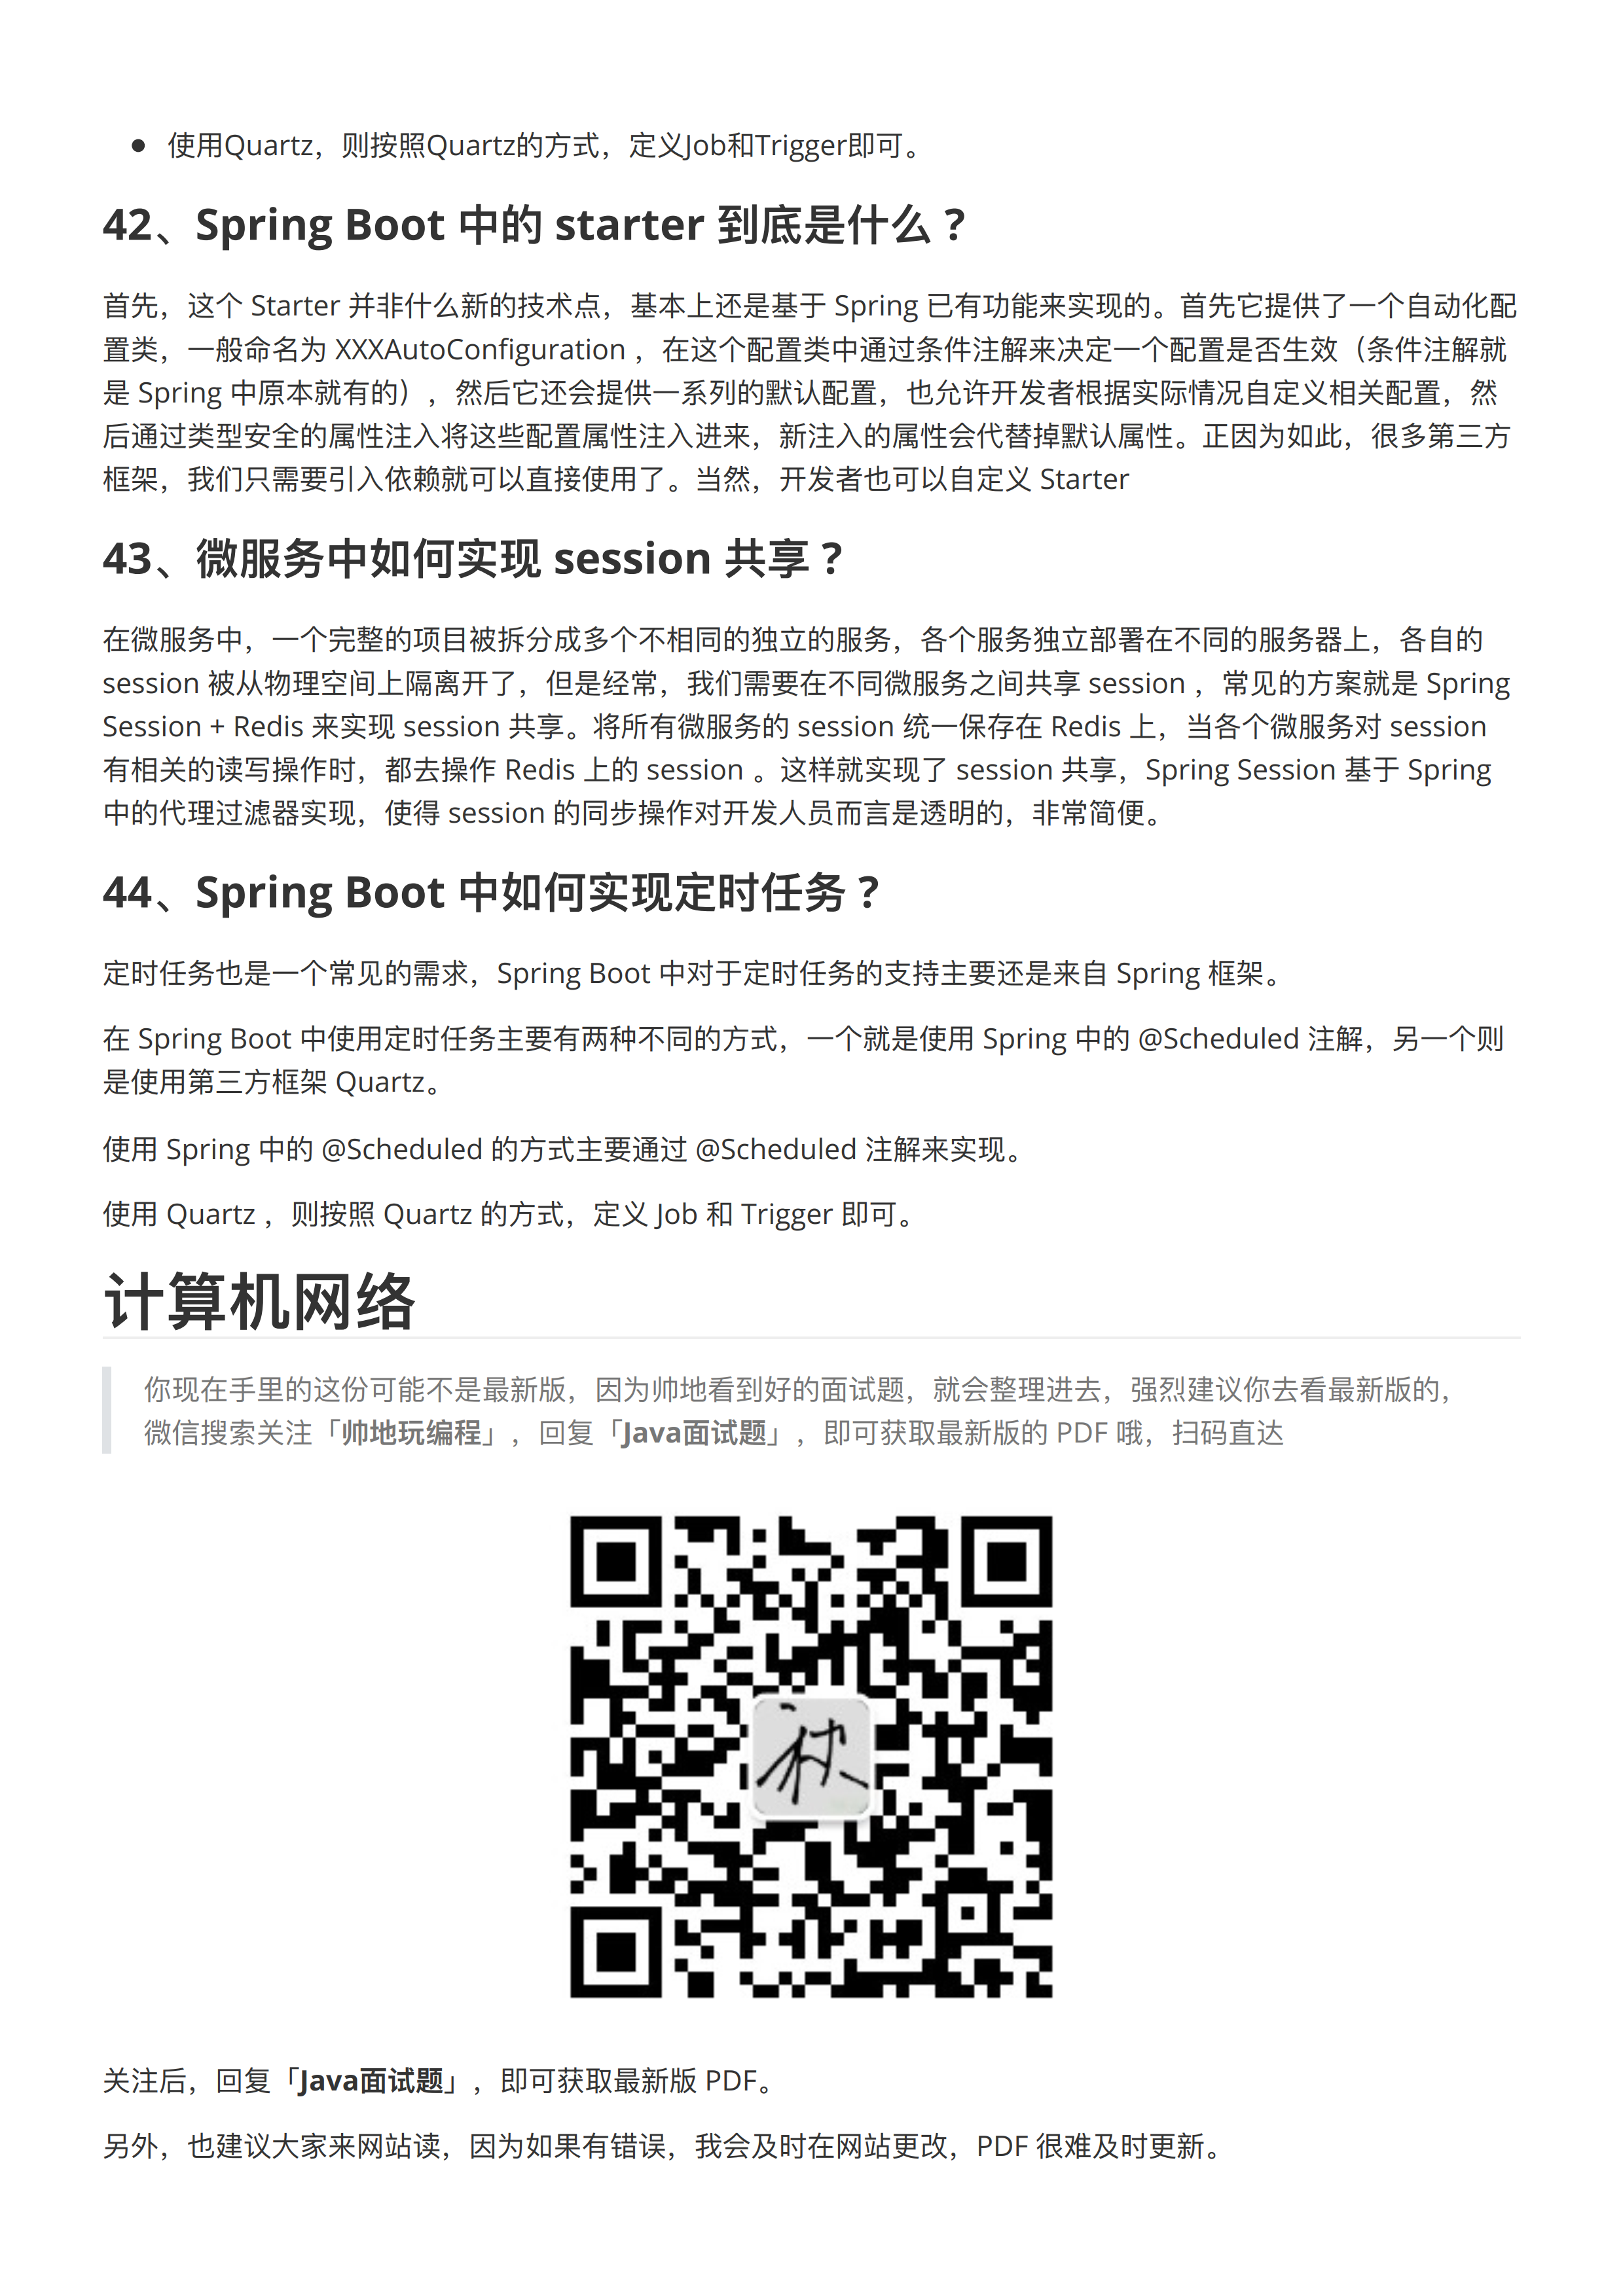 使用Quartz，则按照Quartz的方式，定义Job和Trigger即可。
42、Spring Boot 中的 starter 到底是什么？
首先，这个 Starter 并非什么新的技术点，基本上还是基于 Spring 已有功能来实现的。首先它提供了一个自动化配
置类，一般命名为 XXXAutoConfiguration ，在这个配置类中通过条件注解来决定一个配置是否生效（条件注解就
是 Spring 中原本就有的），然后它还会提供一系列的默认配置，也允许开发者根据实际情况自定义相关配置，然
后通过类型安全的属性注入将这些配置属性注入进来，新注入的属性会代替掉默认属性。正因为如此，很多第三方
框架，我们只需要引入依赖就可以直接使用了。当然，开发者也可以自定义 Starter
43、微服务中如何实现 session 共享？
在微服务中，一个完整的项目被拆分成多个不相同的独立的服务，各个服务独立部署在不同的服务器上，各自的
session 被从物理空间上隔离开了，但是经常，我们需要在不同微服务之间共享 session ，常见的方案就是 Spring
Session + Redis 来实现 session 共享。将所有微服务的 session 统一保存在 Redis 上，当各个微服务对 session
有相关的读写操作时，都去操作 Redis 上的 session 。这样就实现了 session 共享，Spring Session 基于 Spring
中的代理过滤器实现，使得 session 的同步操作对开发人员而言是透明的，非常简便。
44、Spring Boot 中如何实现定时任务？
定时任务也是一个常见的需求，Spring Boot 中对于定时任务的支持主要还是来自 Spring 框架。
在 Spring Boot 中使用定时任务主要有两种不同的方式，一个就是使用 Spring 中的 @Scheduled 注解，另一个则
是使用第三方框架 Quartz。
使用 Spring 中的 @Scheduled 的方式主要通过 @Scheduled 注解来实现。
使用 Quartz ，则按照 Quartz 的方式，定义 Job 和 Trigger 即可。
计算机网络
你现在手里的这份可能不是最新版，因为帅地看到好的面试题，就会整理进去，强烈建议你去看最新版的，
微信搜索关注「帅地玩编程」，回复「Java面试题」，即可获取最新版的 PDF 哦，扫码直达
关注后，回复「Java面试题」，即可获取最新版 PDF。
另外，也建议大家来网站读，因为如果有错误，我会及时在网站更改，PDF 很难及时更新。